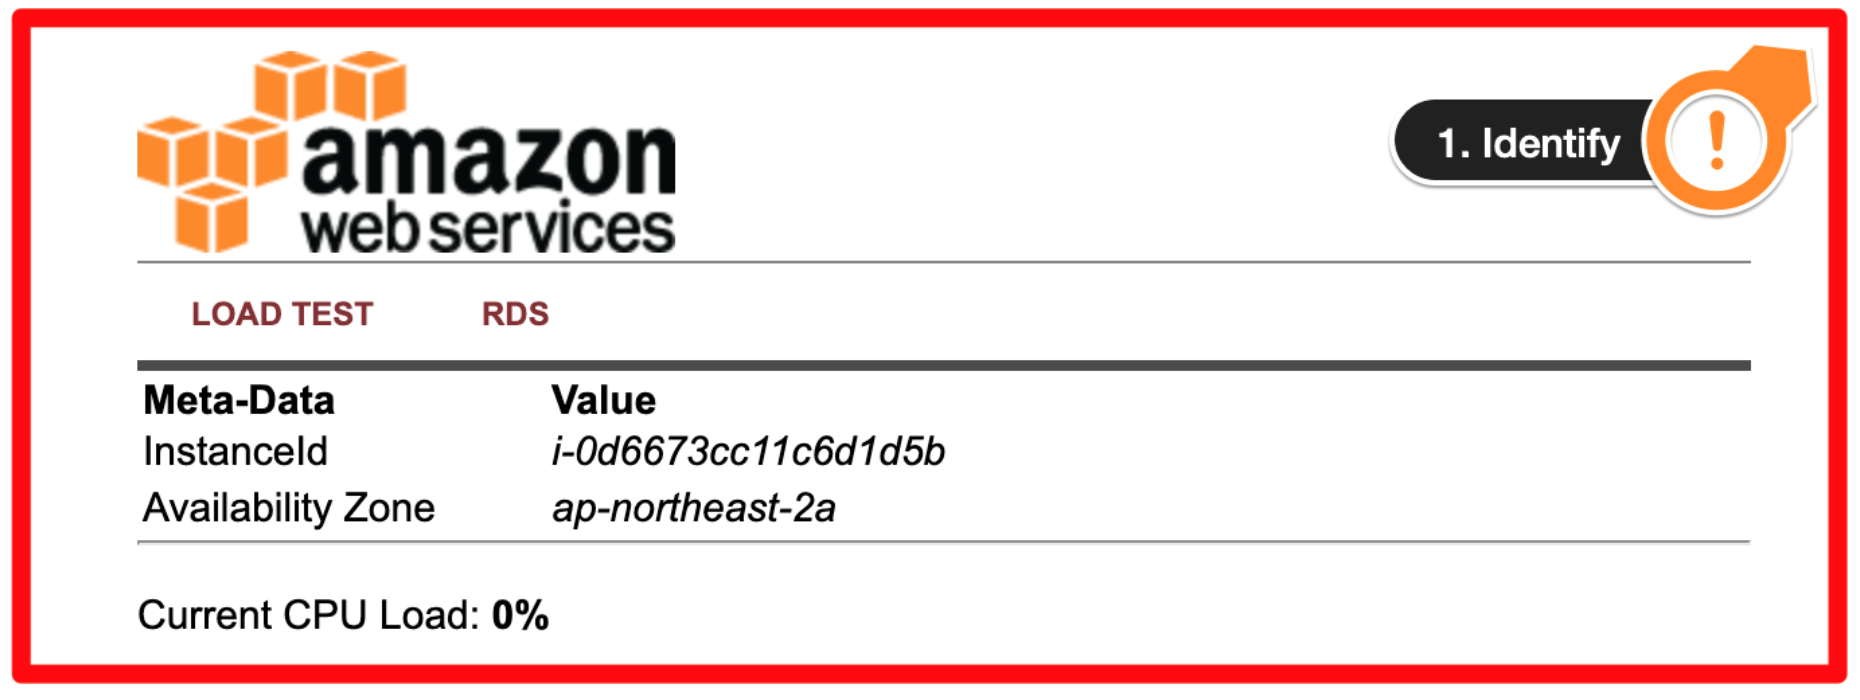 amazon
web services
1. Identify
!
LOAD TEST RDS
Meta-Data Value
InstanceId i-0d6673cc11c6d1d5b
Availability Zone ap-northeast-2a
Current CPU Load: 0%